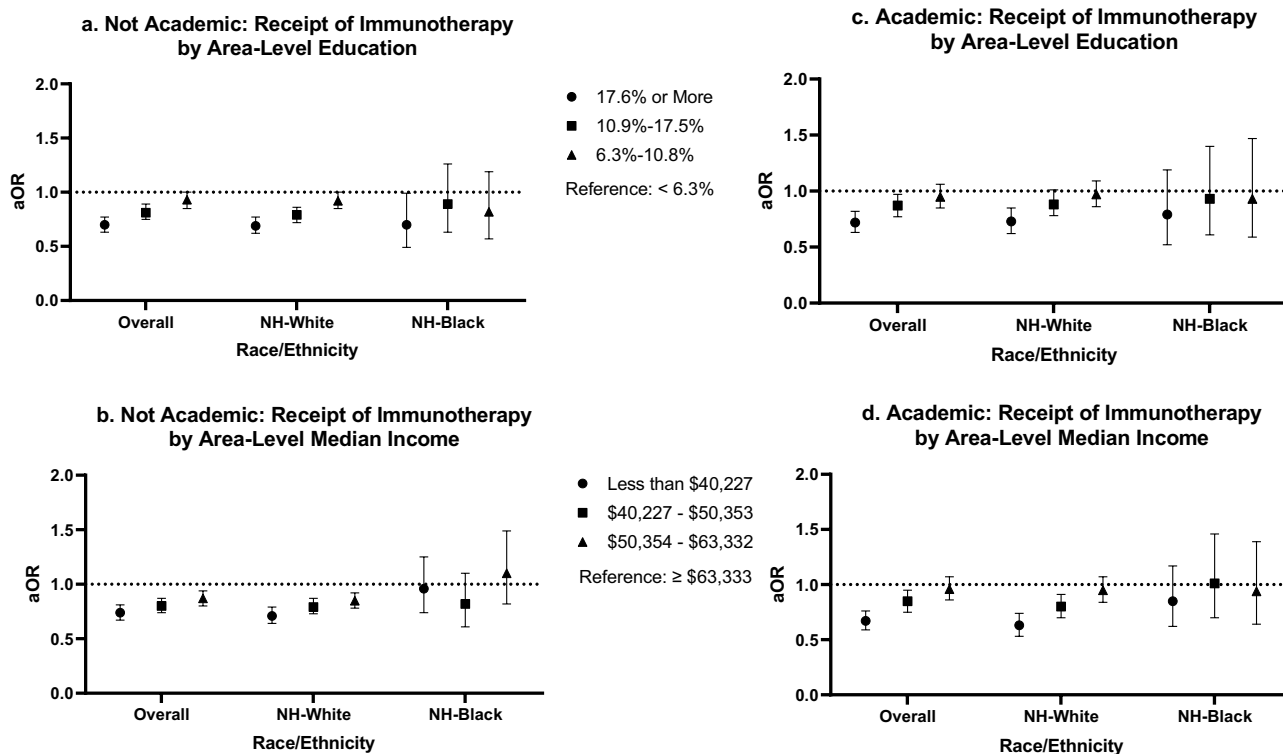 a. Not Academic: Receipt of Immunotherapy
by Area-Level Education
2.0
1.5
1.0
0.5
0.0
aOR
Overall
NH-White
NH-Black
Race/Ethnicity
17.6% or More
10.9%-17.5%
6.3%-10.8%
Reference: < 6.3%
c. Academic: Receipt of Immunotherapy
by Area-Level Education
2.0
1.5
1.0
0.5
0.0
aOR
Overall
NH-White
NH-Black
Race/Ethnicity
b. Not Academic: Receipt of Immunotherapy
by Area-Level Median Income
2.0
1.5
1.0
0.5
0.0
aOR
Overall
NH-White
NH-Black
Race/Ethnicity
Less than $40,227
$40,227 - $50,353
$50,354 - $63,332
Reference: ≥ $63,333
d. Academic: Receipt of Immunotherapy
by Area-Level Median Income
2.0
1.5
1.0
0.5
0.0
aOR
Overall
NH-White
NH-Black
Race/Ethnicity